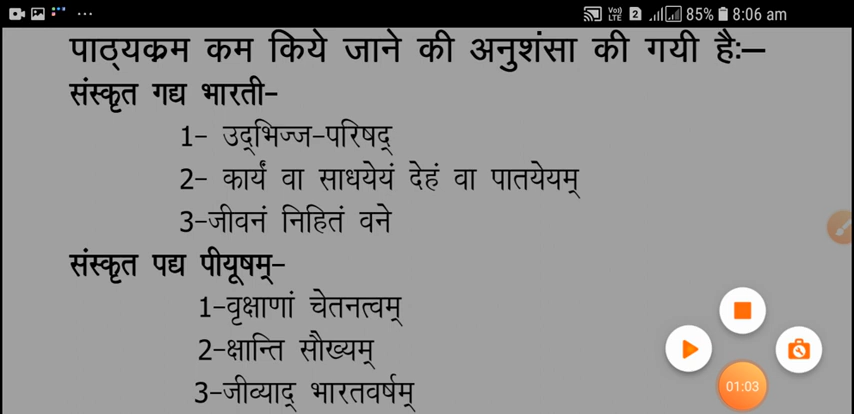 85% 2 8:06 am
पाठ्यक्रम कम किये जाने की अनुशंसा की गयी हैः—
संस्कृत गद्य भारती-
1- उद्भिज्ज-परिषद्
2- कार्यं वा साधयेयं देहं वा पातयेयम्
3-जीवनं निहितं वने
संस्कृत पद्य पीयूषम्-
1-वृक्षाणां चेतनत्वम्
2-क्षान्ति सौख्यम्
3-जीव्याद् भारतवर्षम्
01:03